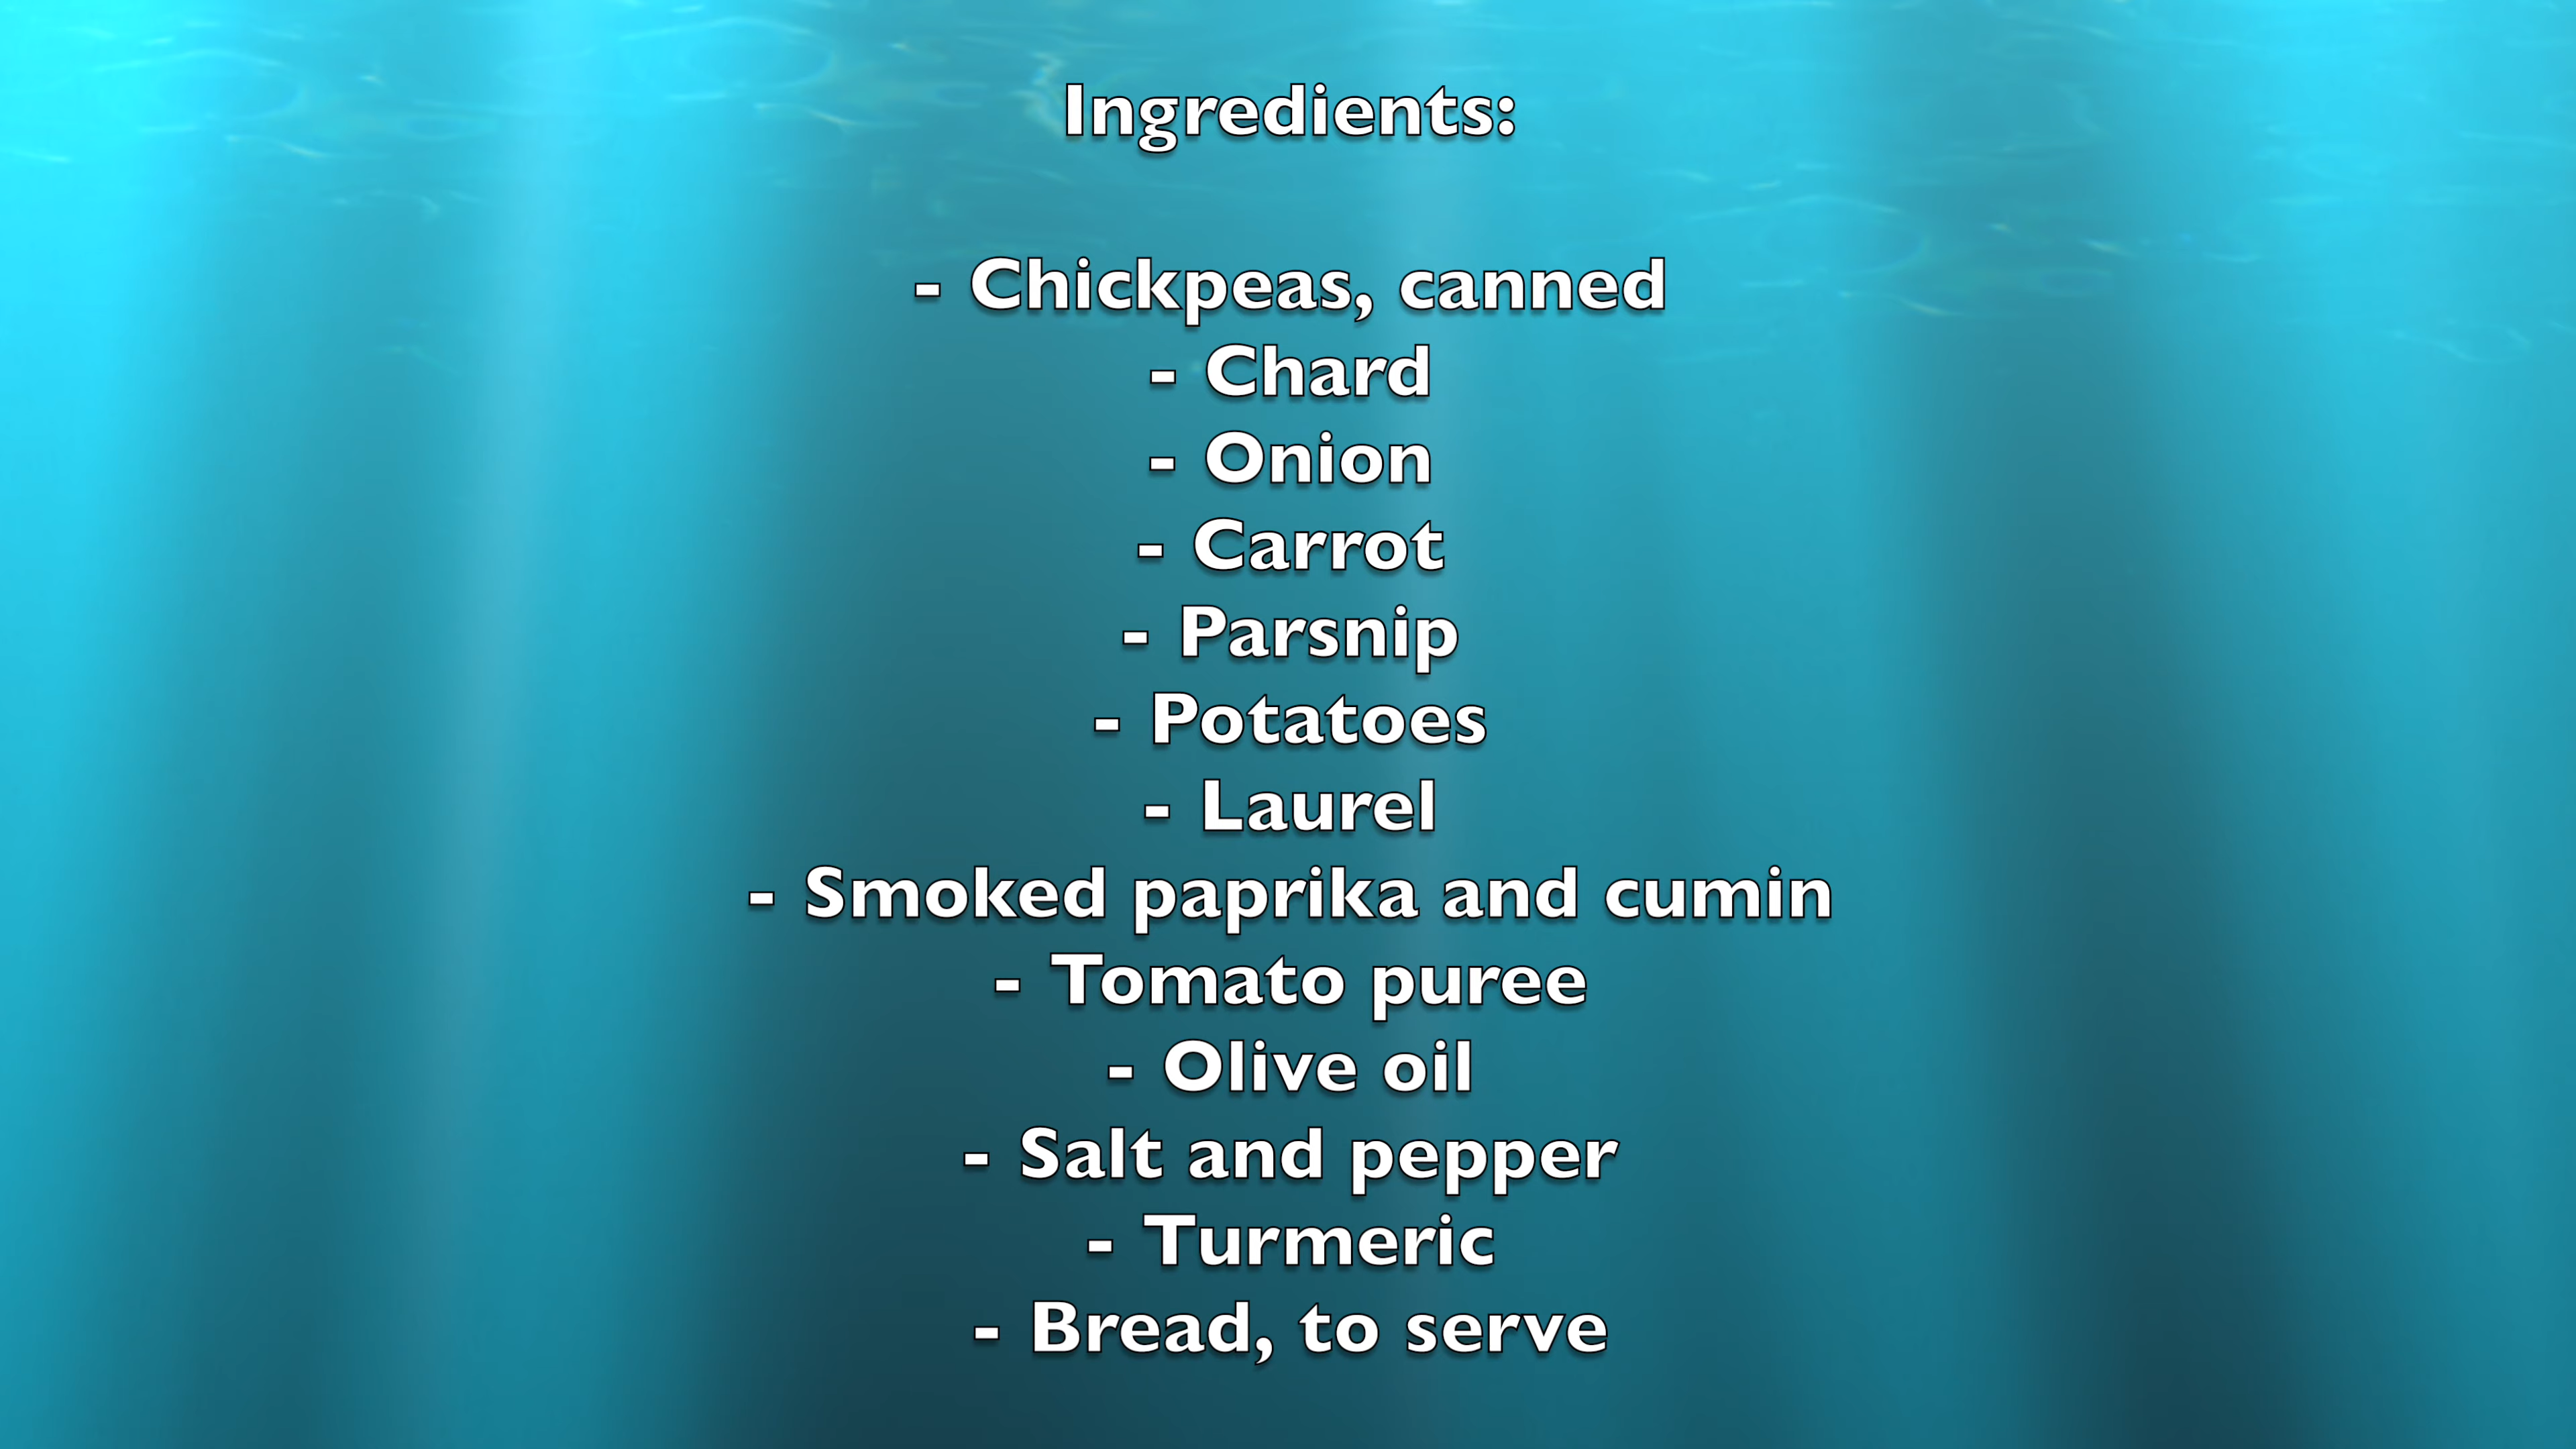 Ingredients:
- Chickpeas, canned
- Chard
- Onion
- Carrot
- Parsnip
- Potatoes
- Laurel
- Smoked paprika and cumin
- Tomato puree
- Olive oil
- Salt and pepper
- Turmeric
- Bread, to serve